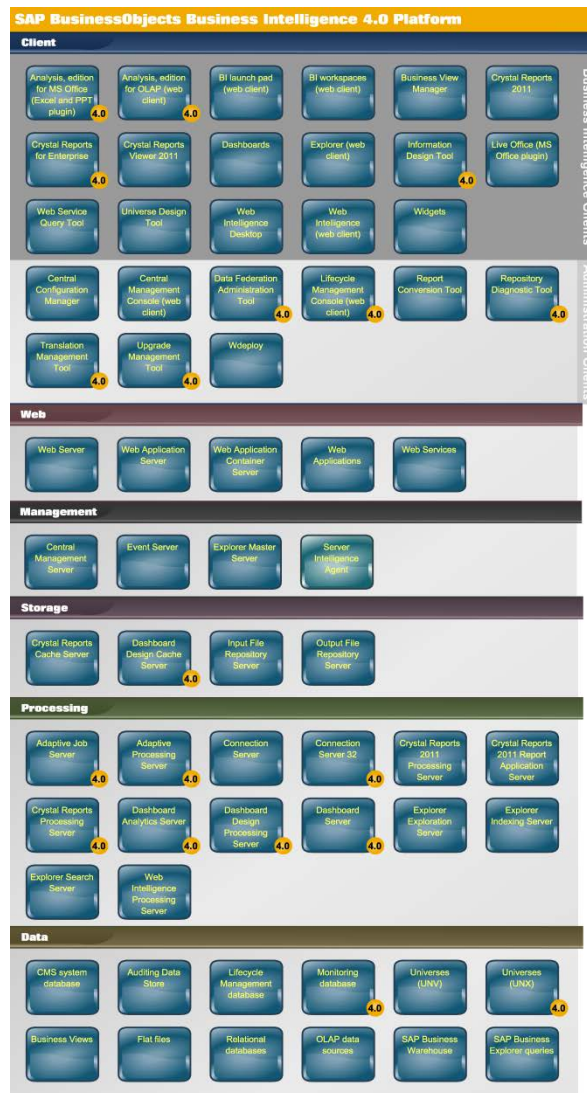 SAP BusinessObjects Business Intelligence 4.0 Platform
Client
Analysis, edition
for MS Office
(Excel and PPT
plugin)
4.0
Analysis, edition
for OLAP (web
client)
4.0
BI launch pad
(web client)
BI workspaces
(web client)
Business View
Manager
Crystal Reports
2011
Crystal Reports
for Enterprise
4.0
Crystal Reports
Viewer 2011
Dashboards
Explorer (web
client)
Information
Design Tool
4.0
Live Office (MS
Office plugin)
Web Service
Query Tool
Universe Design
Tool
Web
Intelligence
Desktop
Web
Intelligence
(web client)
Widgets
Business Intelligence Clients
Central
Configuration
Manager
Central
Management
Console (web
client)
Data Federation
Administration
Tool
4.0
Lifecycle
Management
Console (web
client)
4.0
Report
Conversion Tool
Repository
Diagnostic Tool
4.0
Translation
Management
Tool
4.0
Upgrade
Management
Tool
4.0
Wdeploy
Administration Clients
Web
Web Server
Web Application
Server
Web Application
Container
Server
Web
Applications
Web Services
Management
Central
Management
Server
Event Server
Explorer Master
Server
Server
Intelligence
Agent
Storage
Crystal Reports
Cache Server
Dashboard
Design Cache
Server
4.0
Input File
Repository
Server
Output File
Repository
Server
Processing
Adaptive Job
Server
4.0
Adaptive
Processing
Server
4.0
Connection
Server
Connection
Server 32
4.0
Crystal Reports
2011
Processing
Server
Crystal Reports
2011 Report
Application
Server
Crystal Reports
Processing
Server
4.0
Dashboard
Analytics Server
4.0
Dashboard
Design
Processing
Server
4.0
Dashboard
Server
4.0
Explorer
Exploration
Server
Explorer
Indexing Server
Explorer Search
Server
Web
Intelligence
Processing
Server
Data
CMS system
database
Auditing Data
Store
Lifecycle
Management
database
Monitoring
database
4.0
Universes
(UNV)
Universes
(UNX)
4.0
Business Views
Flat files
Relational
databases
OLAP data
sources
SAP Business
Warehouse
SAP Business
Explorer queries